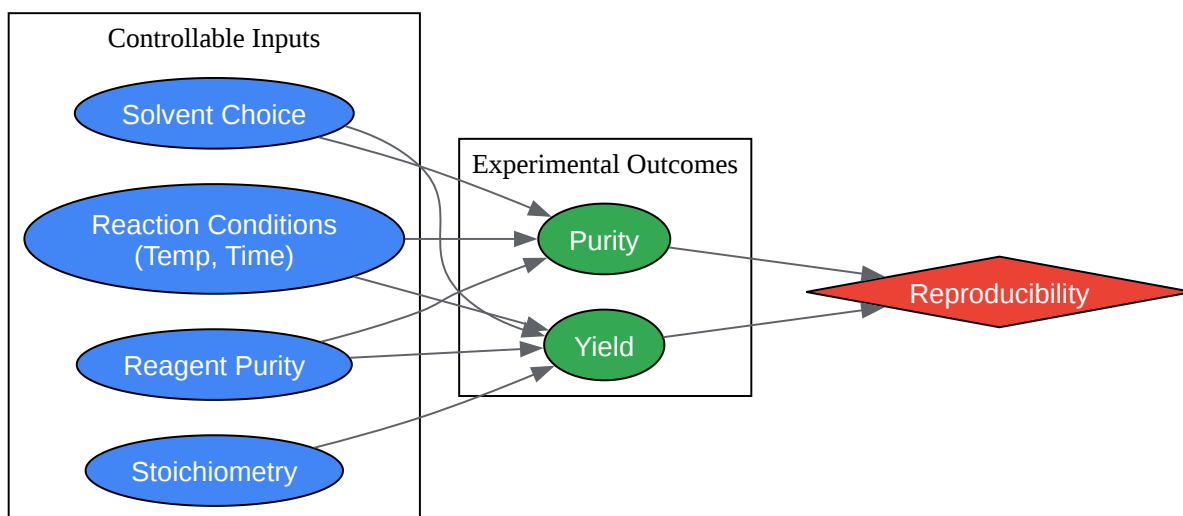 Controllable Inputs
Solvent Choice
Reaction Conditions
(Temp, Time)
Reagent Purity
Stoichiometry
Experimental Outcomes
Purity
Yield
Reproducibility